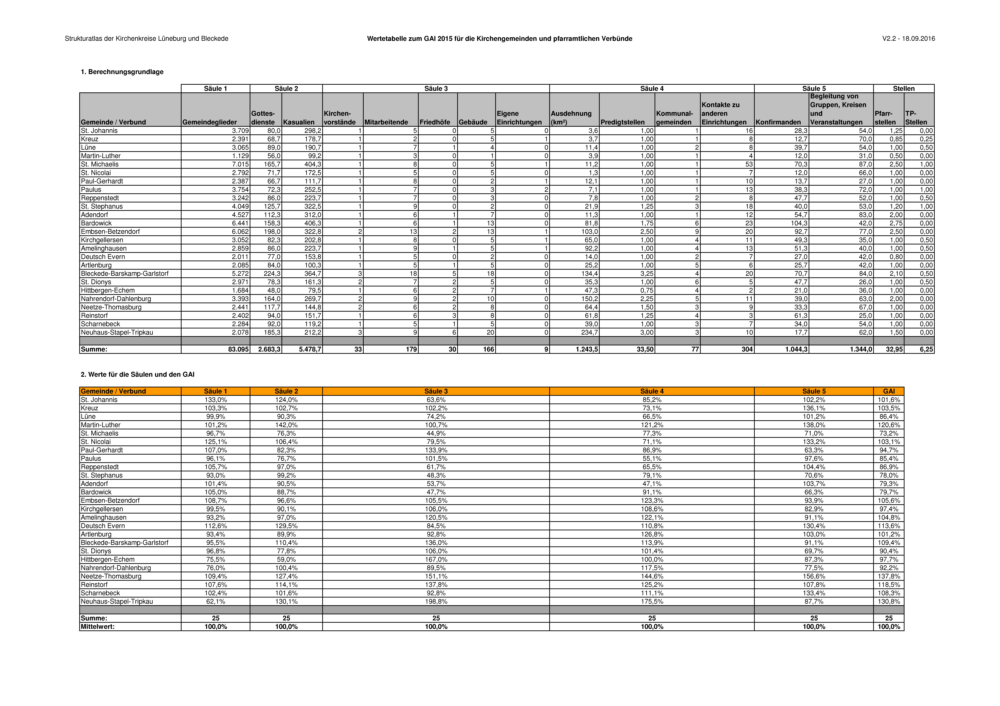 Strukturatlas der Kirchenkreise Lüneburg und Bleckede Wertetabelle zum GAI 2015 für die Kirchengemeinden und pfarramtlichen Verbünde V2.2 - 18.09.2016
1. Berechnungsgrundlage
Säule 1 Säule 2 Säule 3 Säule 4 Säule 5 Stellen
Gemeinde / Verbund Gemeindeglieder Gottes-dienste Kasualien Kirchen-vorstände Mitarbeitende Friedhöfe Gebäude Eigene Einrichtungen Ausdehnung (km²) Predigtstellen Kommunal-gemeinden Kontakte zu anderen Einrichtungen Konfirmanden Begleitung von Gruppen, Kreisen und Veranstaltungen Pfarr-stellen TP-Stellen
St. Johannis 3.709 80,0 298,2 1 5 0 5 0 3,6 1,00 1 16 28,3 54,0 1,25 0,00
Kreuz 2.391 68,7 178,7 1 2 0 5 1 3,7 1,00 1 8 12,7 70,0 0,85 0,25
Lüne 3.065 89,0 190,7 1 7 1 4 0 11,4 1,00 2 8 39,7 54,0 1,00 0,50
Martin-Luther 1.129 56,0 99,2 1 3 0 1 0 3,9 1,00 1 4 12,0 31,0 0,50 0,00
St. Michaelis 7.015 165,7 404,3 1 8 0 5 1 11,2 1,00 1 53 70,3 87,0 2,50 1,00
St. Nicolai 2.792 71,7 172,5 1 5 0 5 0 1,3 1,00 1 7 12,0 66,0 1,00 0,00
Paul-Gerhardt 2.387 66,7 111,7 1 8 0 2 1 12,1 1,00 1 10 13,7 27,0 1,00 0,00
Paulus 3.754 72,3 252,5 1 7 0 3 2 7,1 1,00 1 13 38,3 72,0 1,00 1,00
Reppenstedt 3.242 86,0 223,7 1 7 0 3 0 7,8 1,00 2 8 47,7 52,0 1,00 0,50
St. Stephanus 4.049 125,7 322,5 1 9 0 2 0 21,9 1,25 3 18 40,0 53,0 1,20 1,00
Adendorf 4.527 112,3 312,0 1 6 1 7 0 11,3 1,00 1 12 54,7 83,0 2,00 0,00
Bardowick 6.441 158,3 406,3 1 6 1 13 0 81,8 1,75 6 23 104,3 42,0 2,75 0,00
Embsen-Betzendorf 6.062 198,0 322,8 2 13 2 13 1 103,0 2,50 9 20 92,7 77,0 2,50 0,00
Kirchgellersen 3.052 82,3 202,8 1 8 0 5 1 65,0 1,00 4 11 49,3 35,0 1,00 0,50
Amelinghausen 2.859 86,0 223,7 1 9 1 5 1 92,2 1,00 4 13 51,3 40,0 1,00 0,50
Deutsch Evern 2.011 77,0 153,8 1 5 0 2 0 14,0 1,00 2 7 27,0 42,0 0,80 0,00
Artlenburg 2.085 84,0 100,3 1 5 1 5 0 25,2 1,00 5 6 25,7 42,0 1,00 0,00
Bleckede-Barskamp-Garlstorf 5.272 224,3 364,7 3 18 5 18 0 134,4 3,25 4 20 70,7 84,0 2,10 0,50
St. Dionys 2.971 78,3 161,3 2 7 2 5 0 35,3 1,00 6 5 47,7 26,0 1,00 0,50
Hittbergen-Echem 1.684 48,0 79,5 1 6 2 7 1 47,3 0,75 4 2 21,0 36,0 1,00 0,00
Nahrendorf-Dahlenburg 3.393 164,0 269,7 2 9 2 10 0 150,2 2,25 5 11 39,0 63,0 2,00 0,00
Neetze-Thomasburg 2.441 117,7 144,8 2 6 2 8 0 64,4 1,50 3 9 33,3 67,0 1,00 0,00
Reinstorf 2.402 94,0 151,7 1 6 3 8 0 61,8 1,25 4 3 61,3 25,0 1,00 0,00
Scharnebeck 2.284 92,0 119,2 1 5 1 5 0 39,0 1,00 3 7 34,0 54,0 1,00 0,00
Neuhaus-Stapel-Tripkau 2.078 185,3 212,2 3 9 6 20 0 234,7 3,00 3 10 17,7 62,0 1,50 0,00
Summe: 83.095 2.683,3 5.478,7 33 179 30 166 9 1.243,5 33,50 77 304 1.044,3 1.344,0 32,95 6,25
2. Werte für die Säulen und den GAI
Gemeinde / Verbund Säule 1 Säule 2 Säule 3 Säule 4 Säule 5 GAI
St. Johannis 133,0% 124,0% 63,6% 85,2% 102,2% 101,6%
Kreuz 103,3% 102,7% 102,2% 73,1% 136,1% 103,5%
Lüne 99,9% 90,3% 74,2% 66,5% 101,2% 86,4%
Martin-Luther 101,2% 142,0% 100,7% 121,2% 138,0% 120,6%
St. Michaelis 96,7% 76,3% 44,9% 77,3% 71,0% 73,2%
St. Nicolai 125,1% 106,4% 79,5% 71,1% 133,2% 103,1%
Paul-Gerhardt 107,0% 82,3% 133,9% 86,9% 63,3% 94,7%
Paulus 96,1% 76,7% 101,5% 55,1% 97,6% 85,4%
Reppenstedt 105,7% 97,0% 61,7% 65,5% 104,4% 86,9%
St. Stephanus 93,0% 99,2% 48,3% 79,1% 70,6% 78,0%
Adendorf 101,4% 90,5% 53,7% 47,1% 103,7% 79,3%
Bardowick 105,0% 88,7% 47,7% 91,1% 66,3% 79,7%
Embsen-Betzendorf 108,7% 96,6% 105,5% 123,3% 93,9% 105,6%
Kirchgellersen 99,5% 90,1% 106,0% 108,6% 82,9% 97,4%
Amelinghausen 93,2% 97,0% 120,5% 122,1% 91,1% 104,8%
Deutsch Evern 112,6% 129,5% 84,5% 110,8% 130,4% 113,6%
Artlenburg 93,4% 89,9% 92,8% 126,8% 103,0% 101,2%
Bleckede-Barskamp-Garlstorf 95,5% 110,4% 136,0% 113,9% 91,1% 109,4%
St. Dionys 96,8% 77,8% 106,0% 101,4% 69,7% 90,4%
Hittbergen-Echem 75,5% 59,0% 167,0% 100,0% 87,3% 97,7%
Nahrendorf-Dahlenburg 76,0% 100,4% 89,5% 117,5% 77,5% 92,2%
Neetze-Thomasburg 109,4% 127,4% 151,1% 144,6% 156,6% 137,8%
Reinstorf 107,6% 114,1% 137,8% 125,2% 107,8% 118,5%
Scharnebeck 102,4% 101,6% 92,8% 111,1% 133,4% 108,3%
Neuhaus-Stapel-Tripkau 62,1% 130,1% 198,8% 175,5% 87,7% 130,8%
Summe: 25 25 25 25 25 25
Mittelwert: 100,0% 100,0% 100,0% 100,0% 100,0% 100,0%